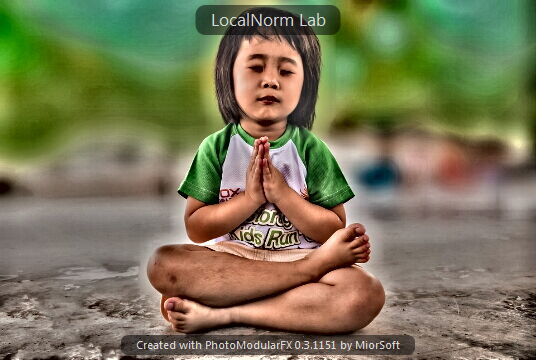 LocalNorm Lab
Kids Run
Created with PhotoModularFX 0.3.1151 by MiorSoft